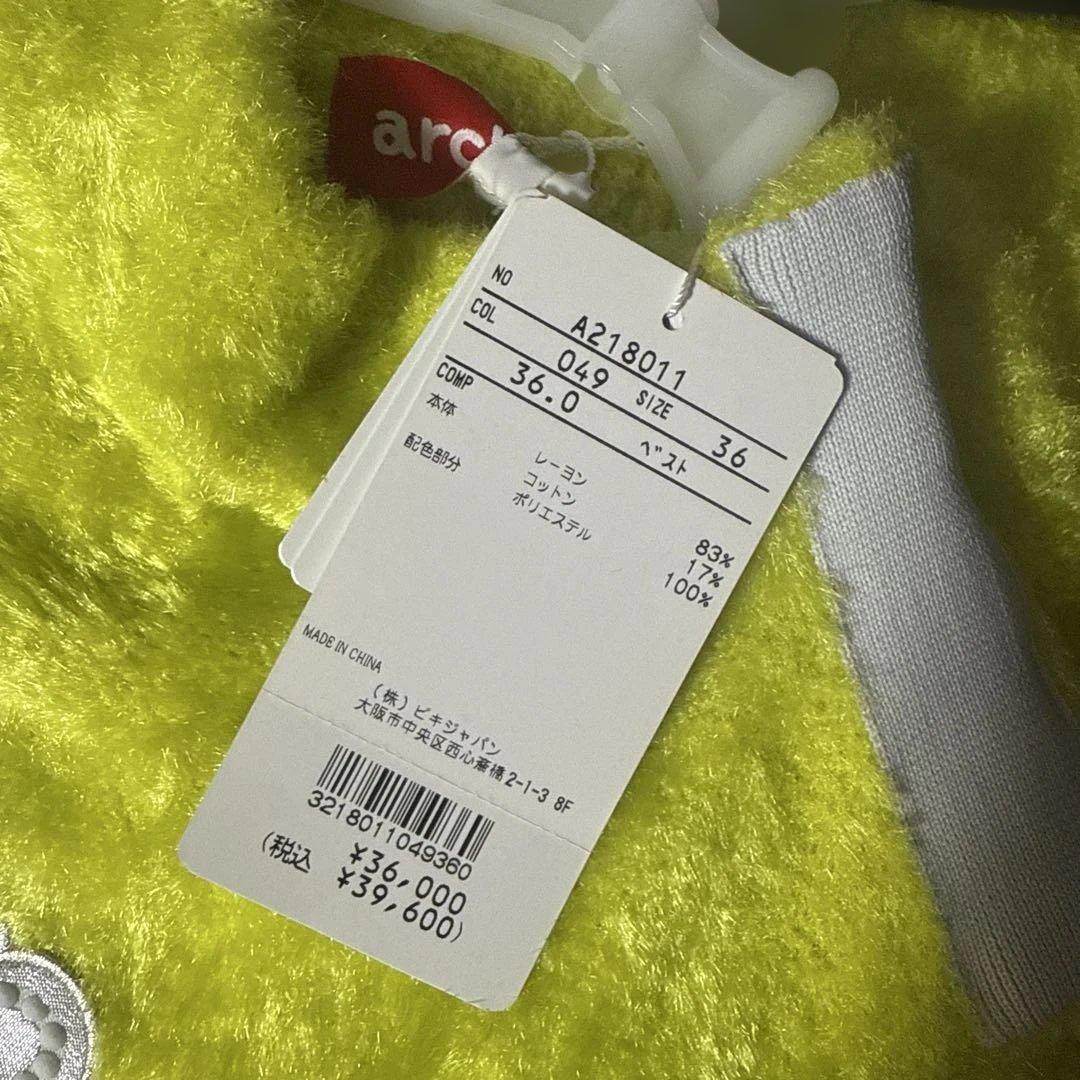 arc
NO A218011
COL 049 SIZE 36
36.0 ベスト
COMP
本体 レーヨン 83%
コットン 17%
配色部分 ポリエステル 100%
MADE IN CHINA
(株)ビキジャパン
大阪市中央区西心斎橋2-1-3 8F
3218011049360
¥36,000
(税込 ¥39,600)